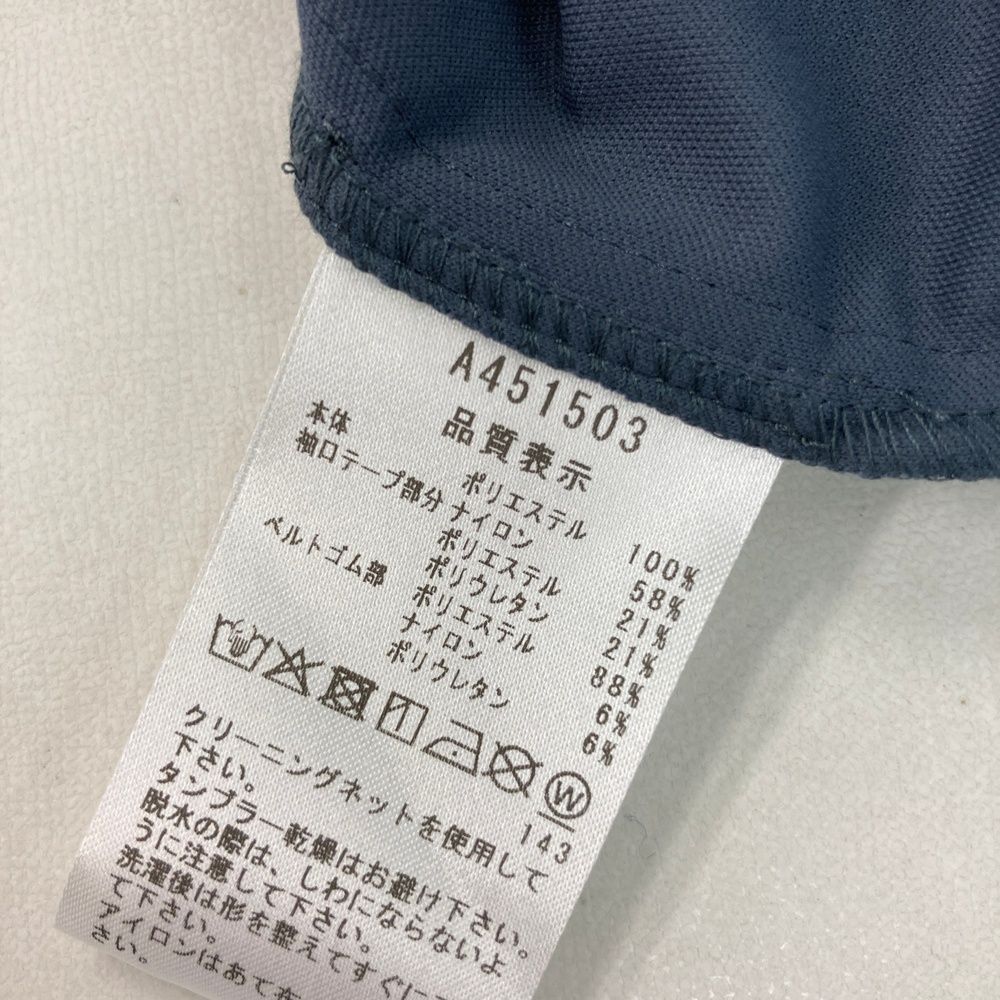 A451503
品質表示
本体 ポリエステル 100%
袖口テープ部分 ナイロン 58%
ポリエステル 21%
ポリウレタン 21%
ベルトゴム部 ポリエステル 88%
ナイロン 6%
ポリウレタン 6%
W
143
クリーニングネットを使用して
下さい。
タンブラー乾燥はお避け下さい。
脱水の際は、しわにならないよ
うに注意して下さい。
洗濯後は形を整えてすぐに
て下さい。
アイロンはあて布
さい。